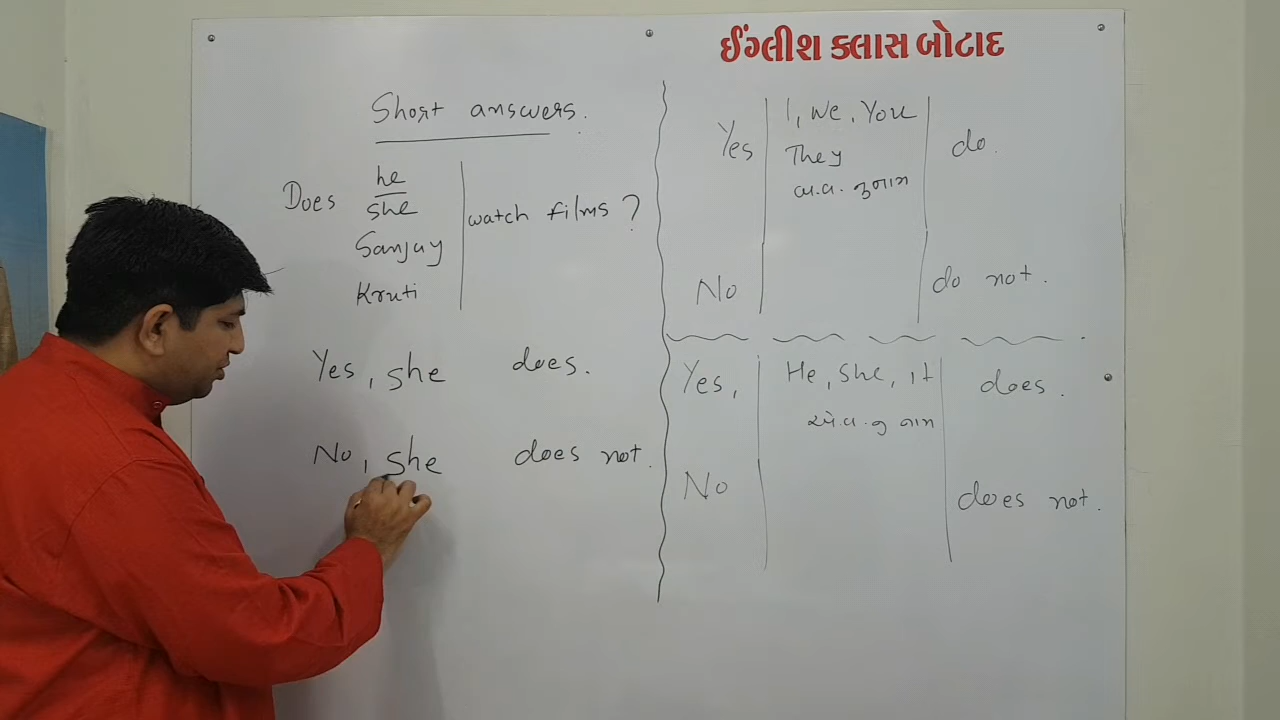 ઈંગ્લીશ ક્લાસ બોટાદ
Short answers.
Does he she Sanjay Kruti watch films ?
Yes, she does.
No, she does not.
Yes I, we, You do.
They
બ.વ. નુ નામ
No do not.
Yes, He, she, it does.
એ.વ. નુ નામ
No does not.